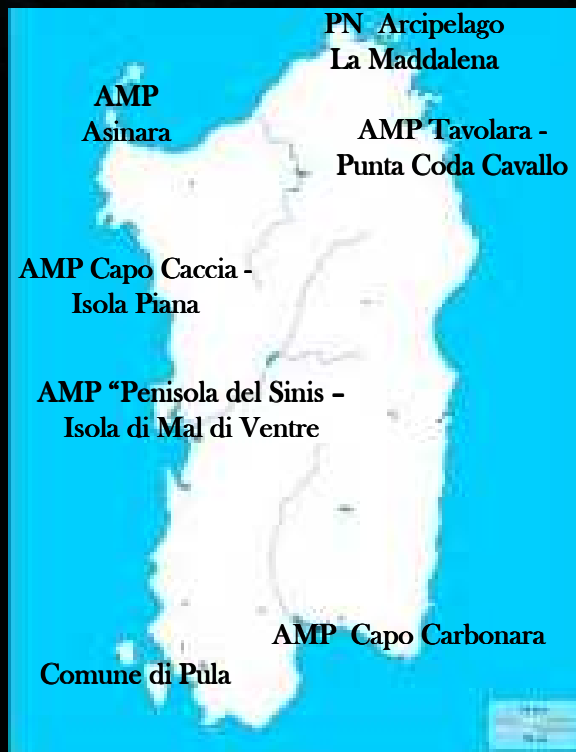 PN Arcipelago
La Maddalena
AMP
Asinara
AMP Tavolara -
Punta Coda Cavallo
AMP Capo Caccia -
Isola Piana
AMP “Penisola del Sinis –
Isola di Mal di Ventre
AMP Capo Carbonara
Comune di Pula